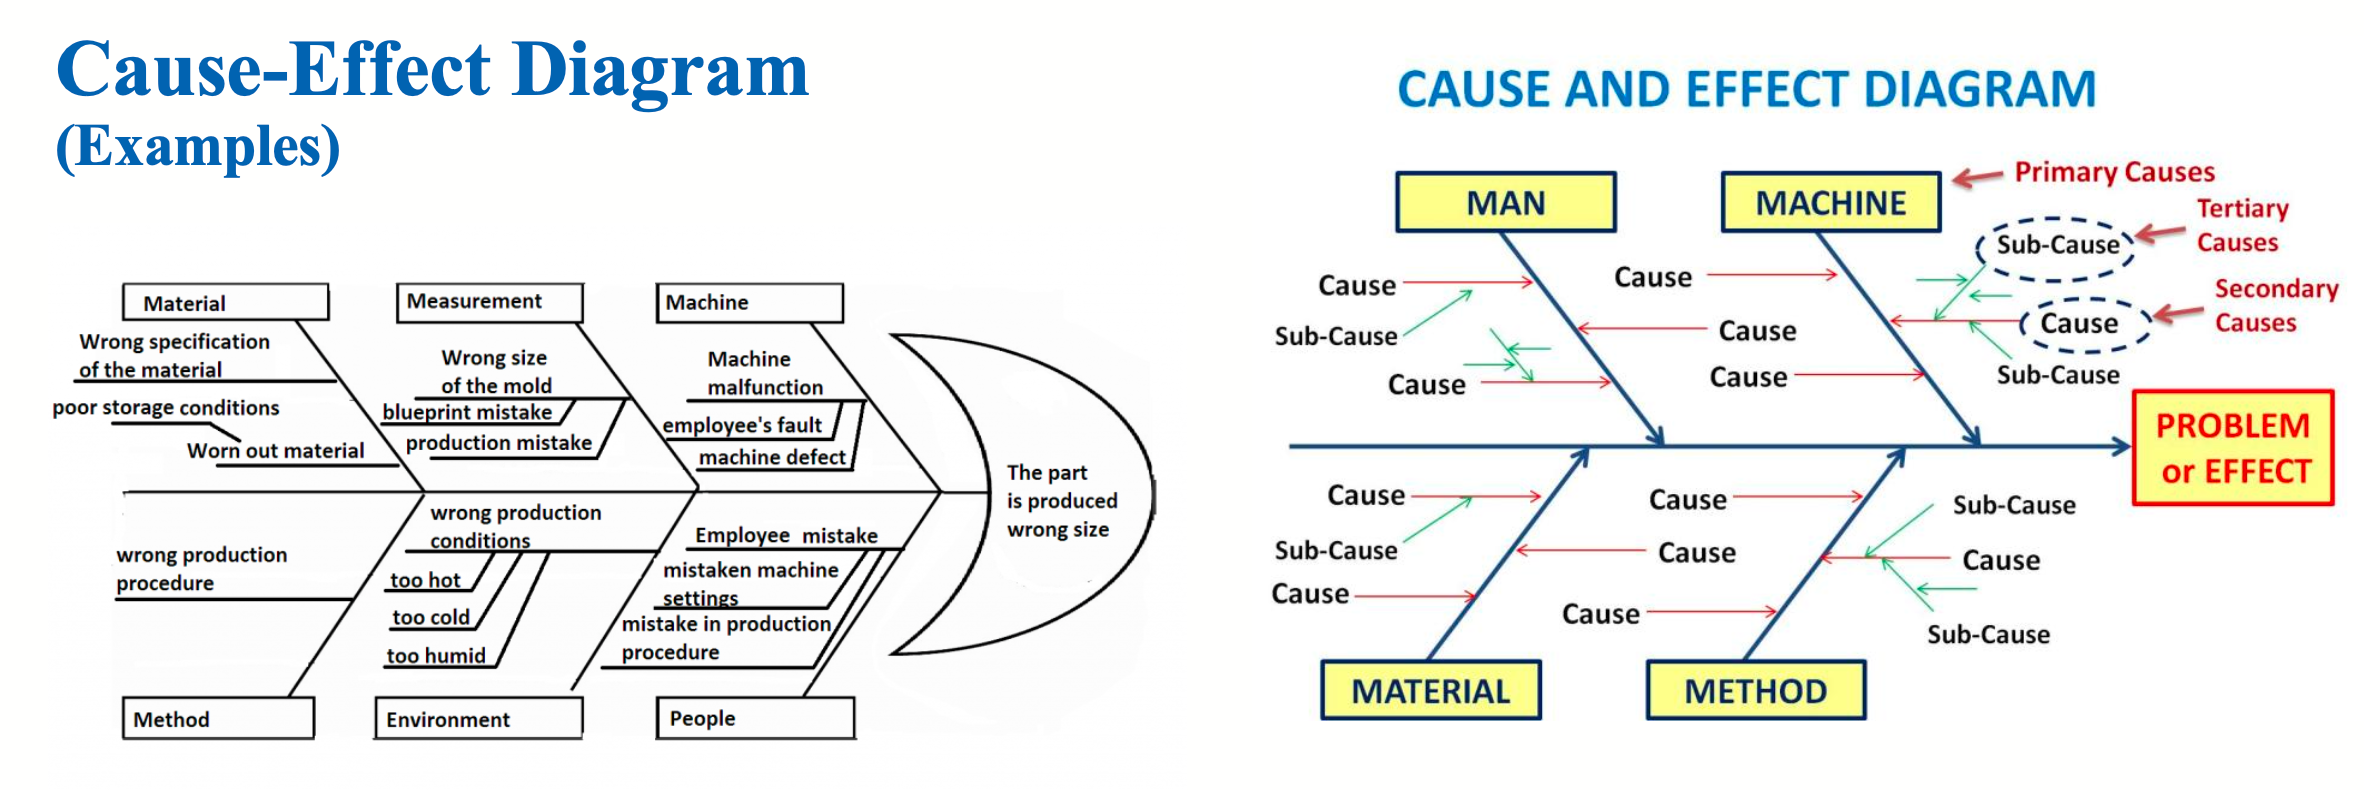 Cause-Effect Diagram
(Examples)
Material
Measurement
Machine
Wrong specification
of the material
poor storage conditions
Worn out material
Wrong size
of the mold
blueprint mistake
production mistake
Machine
malfunction
employee's fault
machine defect
The part
is produced
wrong size
wrong production
procedure
wrong production
conditions
too hot
too cold
too humid
Employee mistake
mistaken machine
settings
mistake in production
procedure
Method
Environment
People
CAUSE AND EFFECT DIAGRAM
MAN
MACHINE
Primary Causes
Tertiary
Causes
Secondary
Causes
Cause
Sub-Cause
Cause
Cause
Cause
Cause
Sub-Cause
Cause
Sub-Cause
PROBLEM
or EFFECT
Cause
Sub-Cause
Cause
Cause
Cause
Cause
Sub-Cause
Cause
Sub-Cause
MATERIAL
METHOD